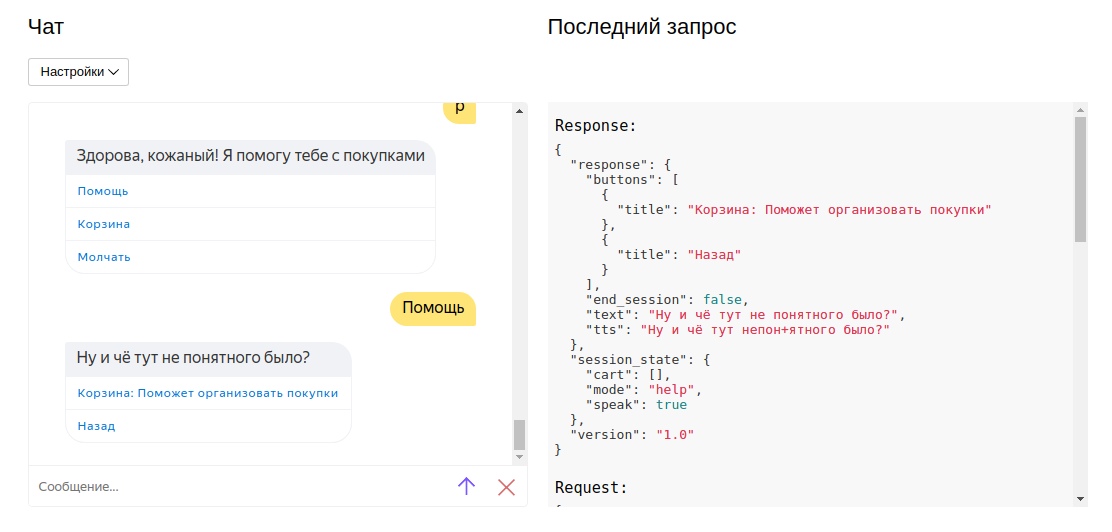 Чат
Настройки
р
Здорова, кожаный! Я помогу тебе с покупками
Помощь
Корзина
Молчать
Помощь
Ну и чё тут не понятного было?
Корзина: Поможет организовать покупки
Назад
Сообщение...
Последний запрос
Response:
{
  "response": {
    "buttons": [
      {
        "title": "Корзина: Поможет организовать покупки"
      },
      {
        "title": "Назад"
      }
    ],
    "end_session": false,
    "text": "Ну и чё тут не понятного было?",
    "tts": "Ну и чё тут непон+ятного было?"
  },
  "session_state": {
    "cart": [],
    "mode": "help",
    "speak": true
  },
  "version": "1.0"
}
Request: